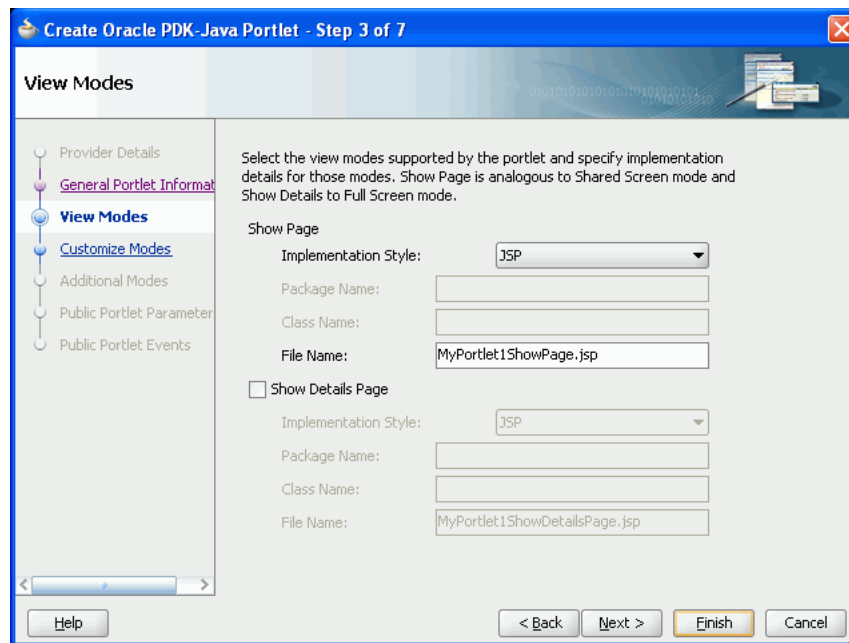 Create Oracle PDK-Java Portlet - Step 3 of 7
View Modes
Provider Details
General Portlet Informat
View Modes
Customize Modes
Additional Modes
Public Portlet Parameter
Public Portlet Events
Select the view modes supported by the portlet and specify implementation
details for those modes. Show Page is analogous to Shared Screen mode and
Show Details to Full Screen mode.
Show Page
Implementation Style: JSP
Package Name:
Class Name:
File Name: MyPortlet1ShowPage.jsp
Show Details Page
Implementation Style: JSP
Package Name:
Class Name:
File Name: MyPortlet1ShowDetailsPage.jsp
Help < Back Next > Finish Cancel